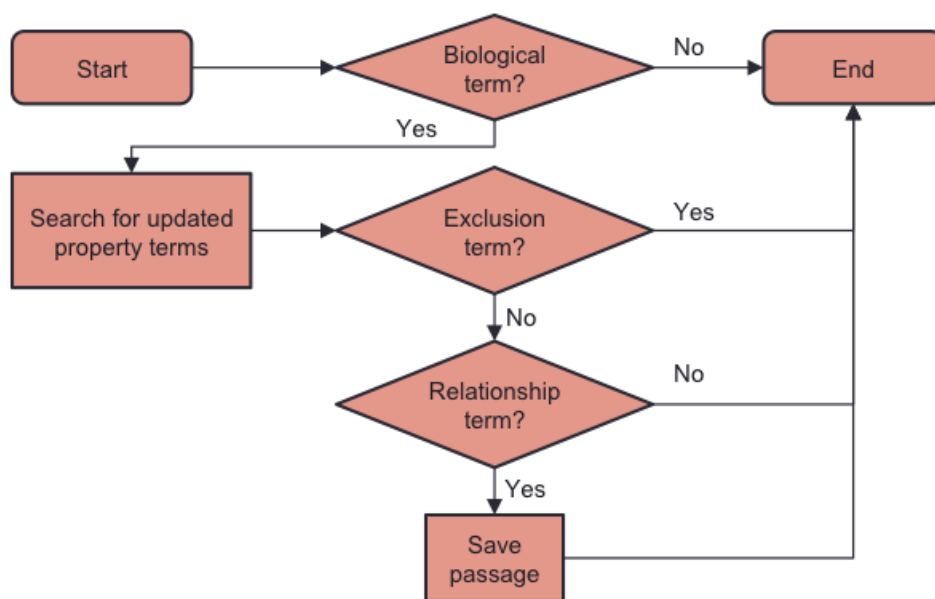 Start
Biological
term?
No
End
Yes
Search for updated
property terms
Exclusion
term?
Yes
No
Relationship
term?
No
Yes
Save
passage